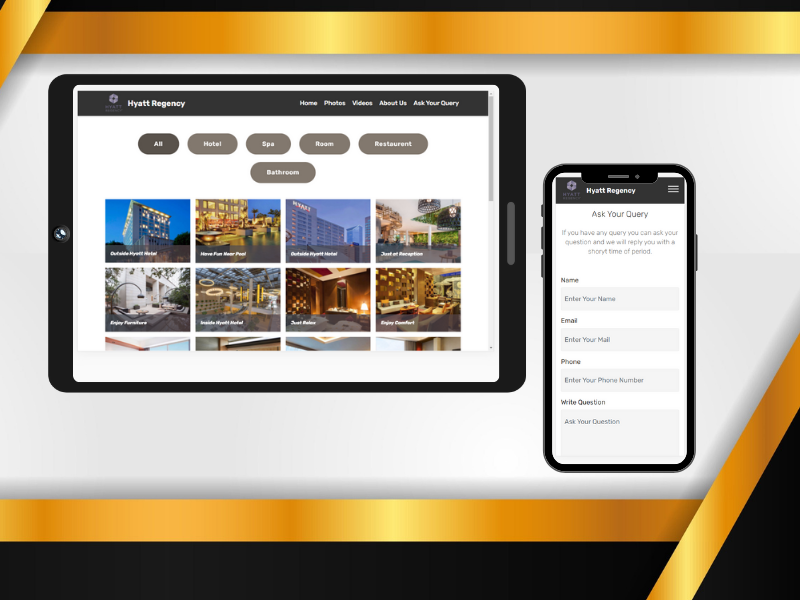 HYATT
Hyatt Regency
Home Photos Videos About Us Ask Your Query
All Hotel Spa Room Restaurent
Bathroom
Outside Hyatt Hotel
Have Fun Near Pool
Outside Hyatt Hotel
Just at Reception
Enjoy Furniture
Inside Hyatt Hotel
Just Relax
Enjoy Comfort
HYATT
Hyatt Regency
Ask Your Query
If you have any query you can ask your
question and we will reply you with a
shoryt time of period.
Name
Enter Your Name
Email
Enter Your Mail
Phone
Enter Your Phone Number
Write Question
Ask Your Question